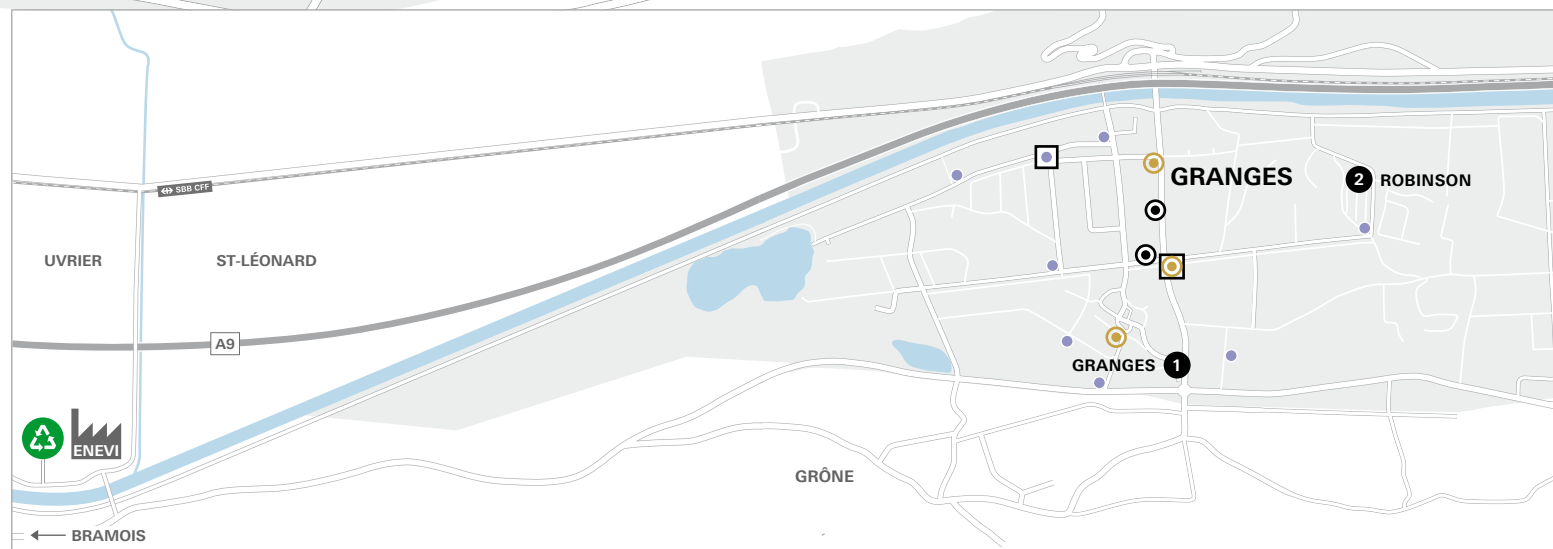 SBB CFF
GRANGES
2 ROBINSON
UVRIER
ST-LÉONARD
A9
GRANGES 1
ENEVI
GRÔNE
BRAMOIS